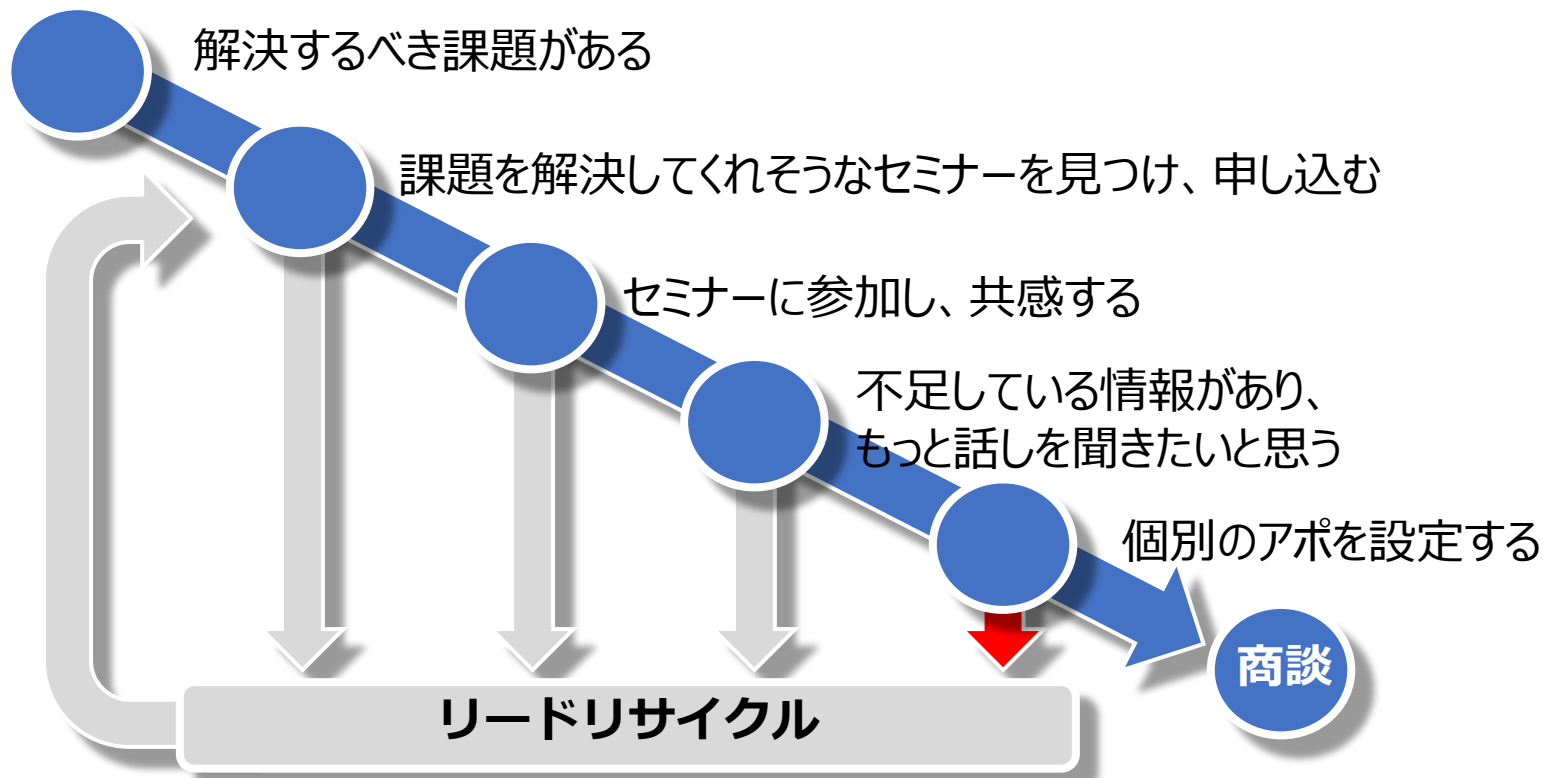 解決するべき課題がある
課題を解決してくれそうなセミナーを見つけ、申し込む
セミナーに参加し、共感する
不足している情報があり、
もっと話しを聞きたいと思う
個別のアポを設定する
商談
リードリサイクル